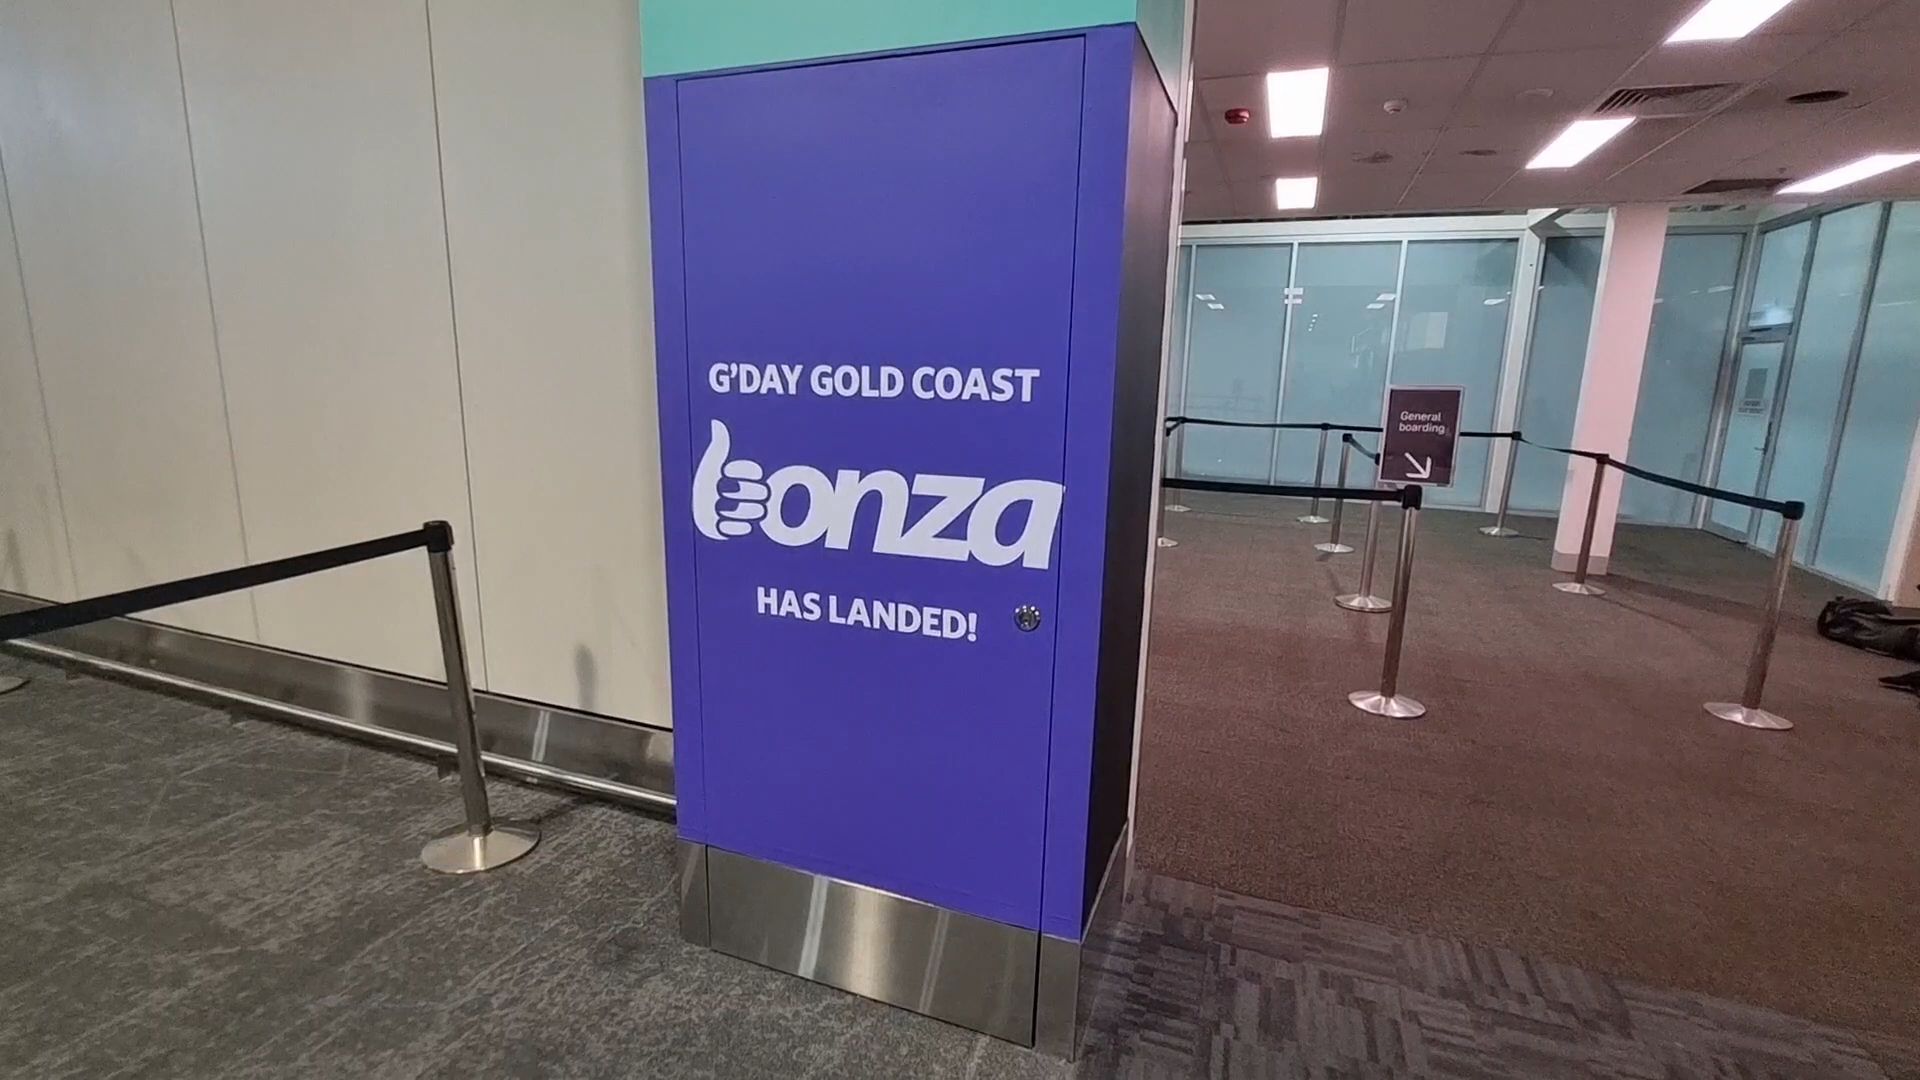 G'DAY GOLD COAST
bonza
HAS LANDED!
General
boarding